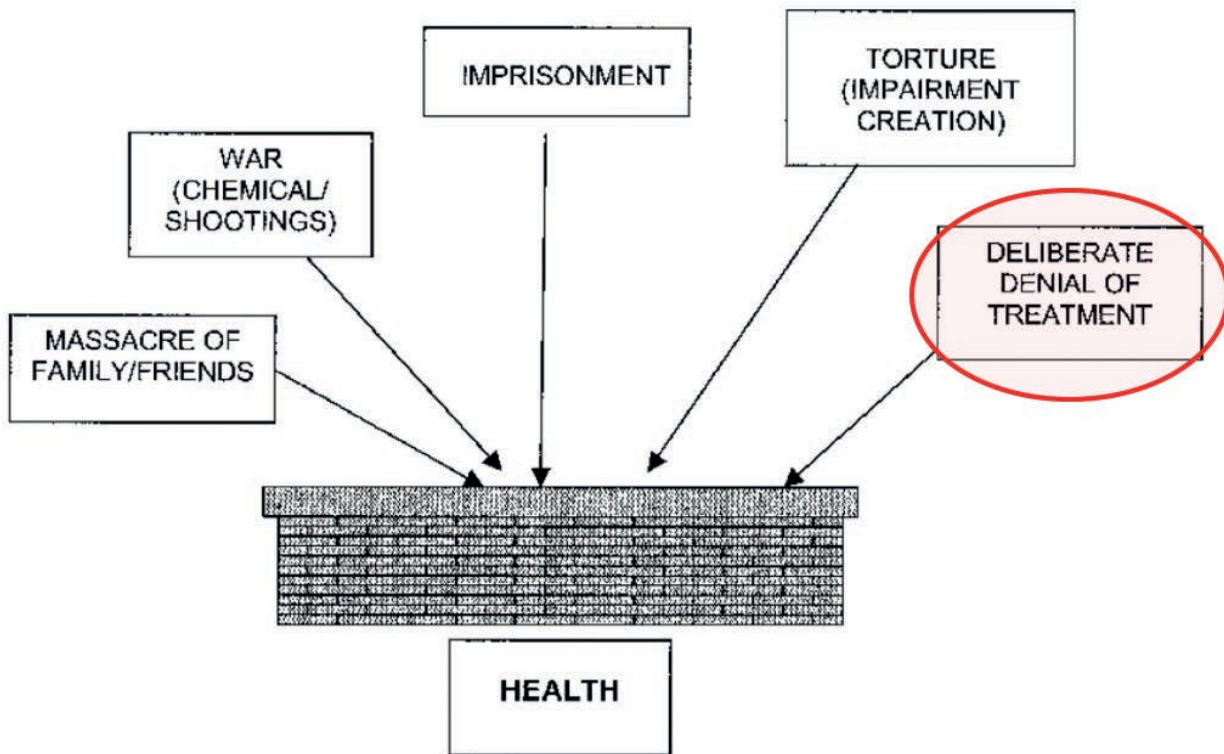 IMPRISONMENT
TORTURE
(IMPAIRMENT
CREATION)
WAR
(CHEMICAL/
SHOOTINGS)
DELIBERATE
DENIAL OF
TREATMENT
MASSACRE OF
FAMILY/FRIENDS
HEALTH